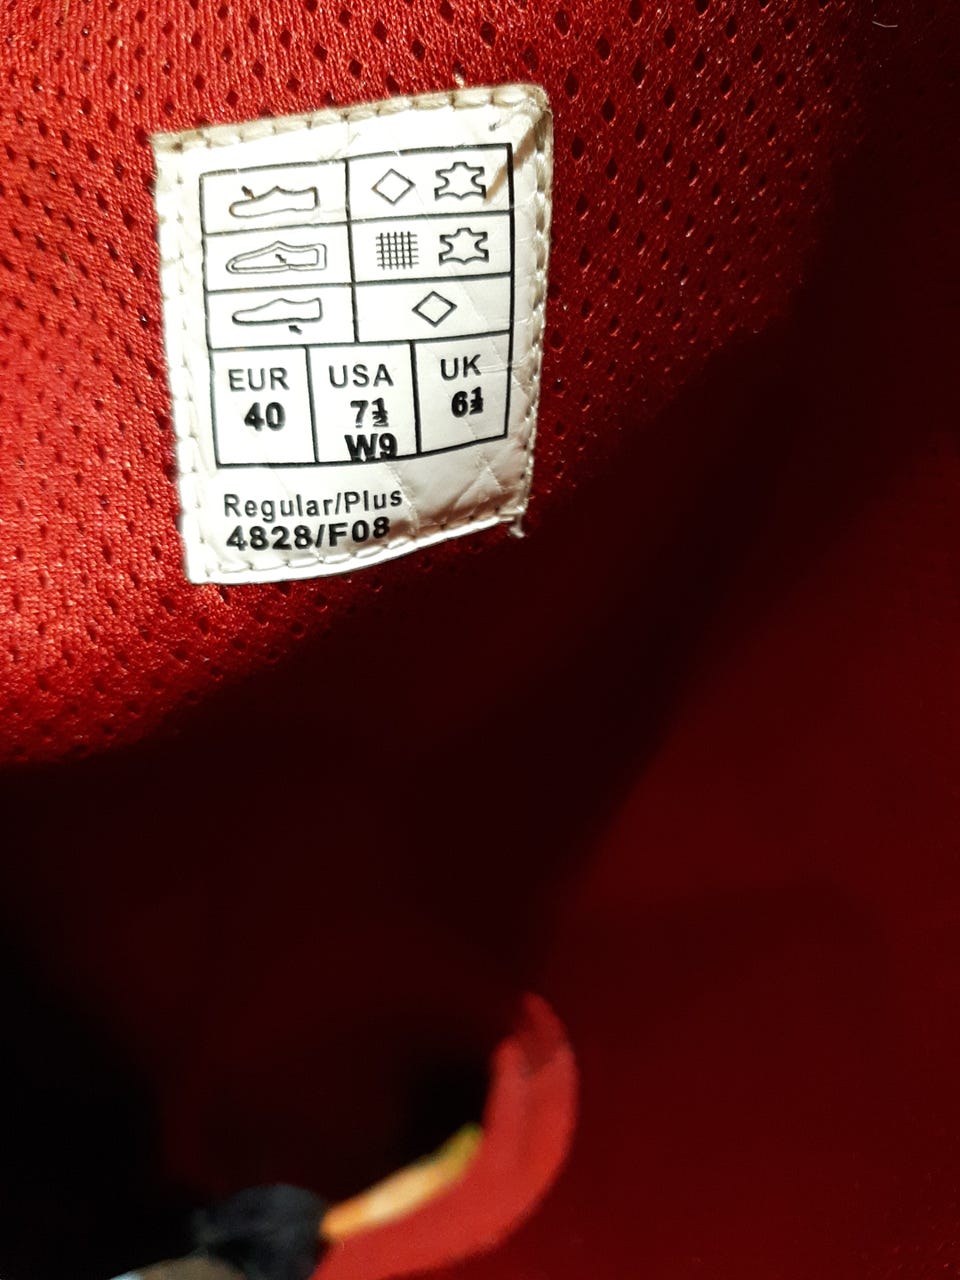 EUR USA UK
40 7½ 6½
W9
Regular/Plus
4828/F08